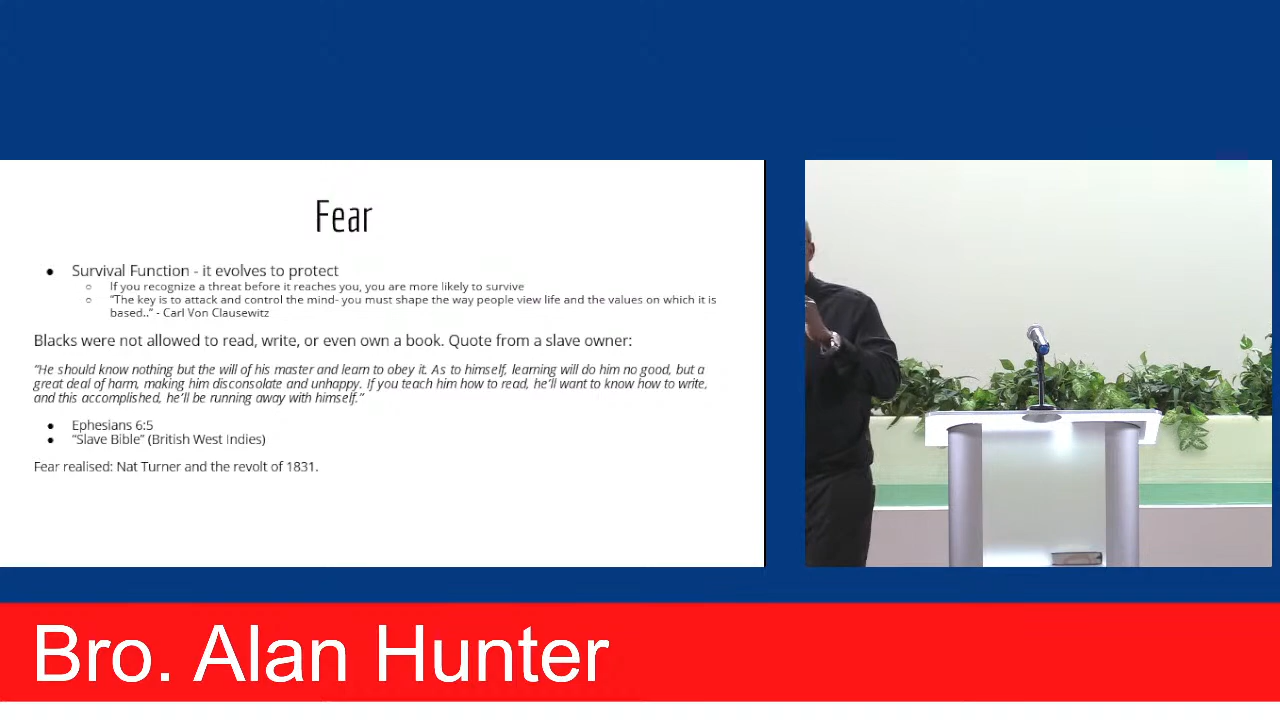 Fear
● Survival Function - it evolves to protect
○ If you recognize a threat before it reaches you, you are more likely to survive
○ “The key is to attack and control the mind- you must shape the way people view life and the values on which it is
based..” - Carl Von Clausewitz
Blacks were not allowed to read, write, or even own a book. Quote from a slave owner:
“He should know nothing but the will of his master and learn to obey it. As to himself, learning will do him no good, but a
great deal of harm, making him disconsolate and unhappy. If you teach him how to read, he’ll want to know how to write,
and this accomplished, he’ll be running away with himself.”
● Ephesians 6:5
● “Slave Bible” (British West Indies)
Fear realised: Nat Turner and the revolt of 1831.
Bro. Alan Hunter